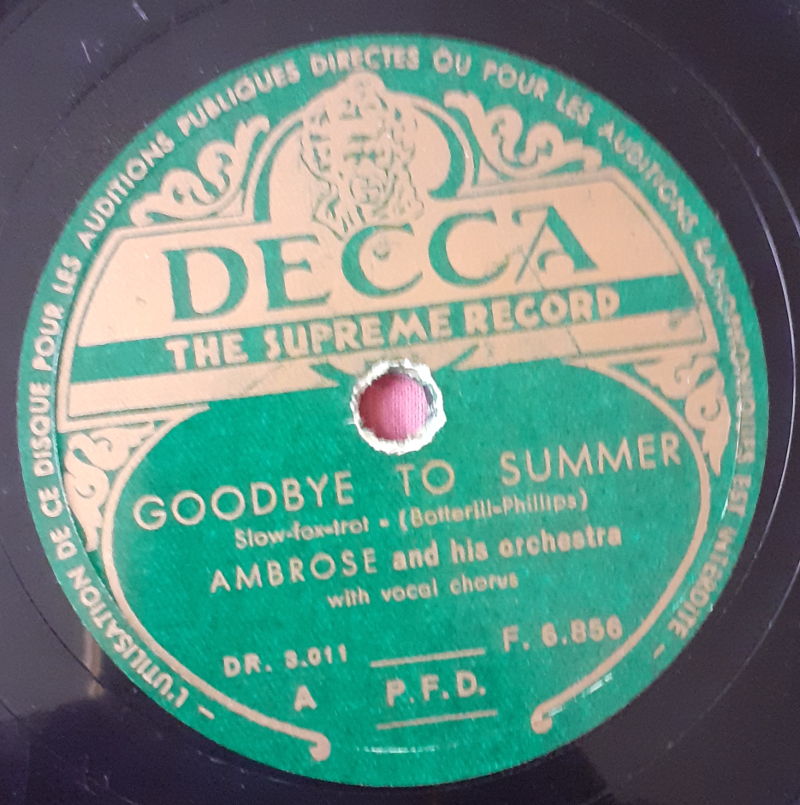 - L'UTILISATION DE CE DISQUE POUR LES AUDITIONS PUBLIQUES DIRECTES OU POUR LES AUDITIONS RADIOPHONIQUES EST INTERDITE -
DECCA
THE SUPREME RECORD
GOODBYE TO SUMMER
Slow-fox-trot - (Botterill-Phillips)
AMBROSE and his orchestra
with vocal chorus
DR. 3.011 F. 6.856
A P.F.D.